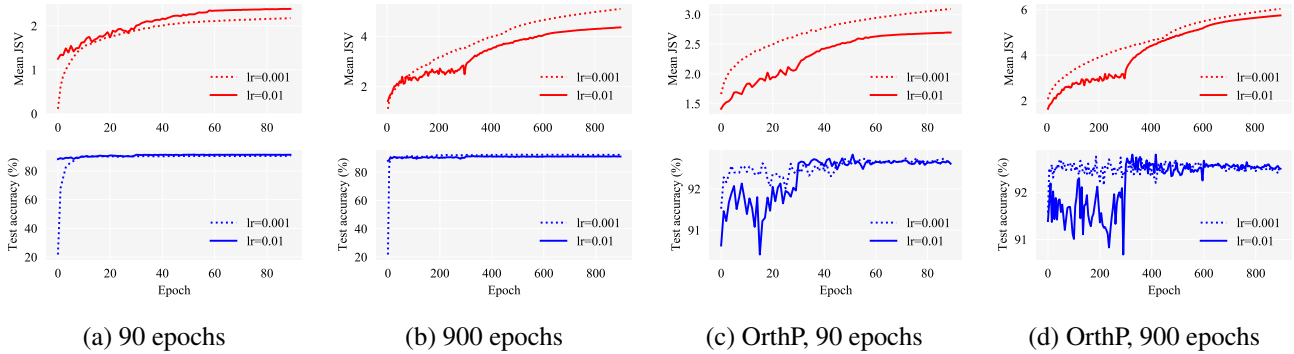 Mean JSV
2
1
0
lr=0.001
lr=0.01
0 20 40 60 80
Test accuracy (%)
80
60
40
20
lr=0.001
lr=0.01
0 20 40 60 80
Epoch
(a) 90 epochs
Mean JSV
4
2
lr=0.001
lr=0.01
0 200 400 600 800
Test accuracy (%)
80
60
40
20
lr=0.001
lr=0.01
0 200 400 600 800
Epoch
(b) 900 epochs
Mean JSV
3.0
2.5
2.0
1.5
lr=0.001
lr=0.01
0 20 40 60 80
Test accuracy (%)
92
91
lr=0.001
lr=0.01
0 20 40 60 80
Epoch
(c) OrthP, 90 epochs
Mean JSV
6
4
2
lr=0.001
lr=0.01
0 200 400 600 800
Test accuracy (%)
92
91
lr=0.001
lr=0.01
0 200 400 600 800
Epoch
(d) OrthP, 900 epochs